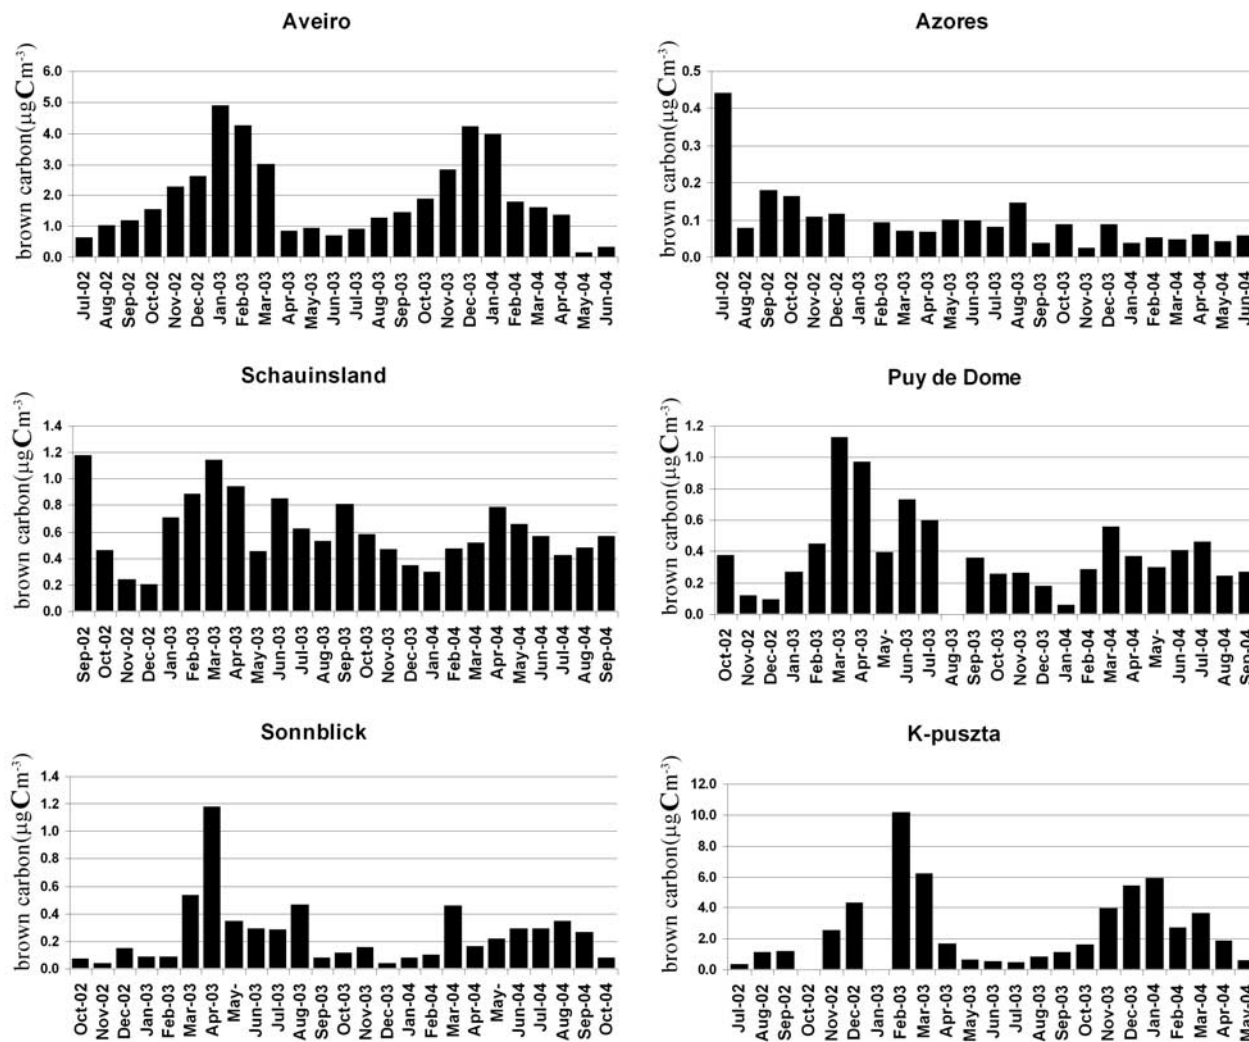 Aveiro
brown carbon(µgCm-3)
6.0
5.0
4.0
3.0
2.0
1.0
0.0
Jul-02
Aug-02
Sep-02
Oct-02
Nov-02
Dec-02
Jan-03
Feb-03
Mar-03
Apr-03
May-03
Jun-03
Jul-03
Aug-03
Sep-03
Oct-03
Nov-03
Dec-03
Jan-04
Feb-04
Mar-04
Apr-04
May-04
Jun-04
Azores
brown carbon(µgCm-3)
0.5
0.4
0.3
0.2
0.1
0.0
Jul-02
Aug-02
Sep-02
Oct-02
Nov-02
Dec-02
Jan-03
Feb-03
Mar-03
Apr-03
May-03
Jun-03
Jul-03
Aug-03
Sep-03
Oct-03
Nov-03
Dec-03
Jan-04
Feb-04
Mar-04
Apr-04
May-04
Jun-04
Schauinsland
brown carbon(µgCm-3)
1.4
1.2
1.0
0.8
0.6
0.4
0.2
0.0
Sep-02
Oct-02
Nov-02
Dec-02
Jan-03
Feb-03
Mar-03
Apr-03
May-03
Jun-03
Jul-03
Aug-03
Sep-03
Oct-03
Nov-03
Dec-03
Jan-04
Feb-04
Mar-04
Apr-04
May-04
Jun-04
Jul-04
Aug-04
Sep-04
Puy de Dome
brown carbon(µgCm-3)
1.2
1.0
0.8
0.6
0.4
0.2
0.0
Oct-02
Nov-02
Dec-02
Jan-03
Feb-03
Mar-03
Apr-03
May-
Jun-03
Jul-03
Aug-03
Sep-03
Oct-03
Nov-03
Dec-03
Jan-04
Feb-04
Mar-04
Apr-04
May-
Jun-04
Jul-04
Aug-04
Sep-04
Sonnblick
brown carbon(µgCm-3)
1.4
1.2
1.0
0.8
0.6
0.4
0.2
0.0
Oct-02
Nov-02
Dec-02
Jan-03
Feb-03
Mar-03
Apr-03
May-
Jun-03
Jul-03
Aug-03
Sep-03
Oct-03
Nov-03
Dec-03
Jan-04
Feb-04
Mar-04
Apr-04
May-
Jun-04
Jul-04
Aug-04
Sep-04
Oct-04
K-puszta
brown carbon(µgCm-3)
12.0
10.0
8.0
6.0
4.0
2.0
0.0
Jul-02
Aug-02
Sep-02
Oct-02
Nov-02
Dec-02
Jan-03
Feb-03
Mar-03
Apr-03
May-03
Jun-03
Jul-03
Aug-03
Sep-03
Oct-03
Nov-03
Dec-03
Jan-04
Feb-04
Mar-04
Apr-04
May-04